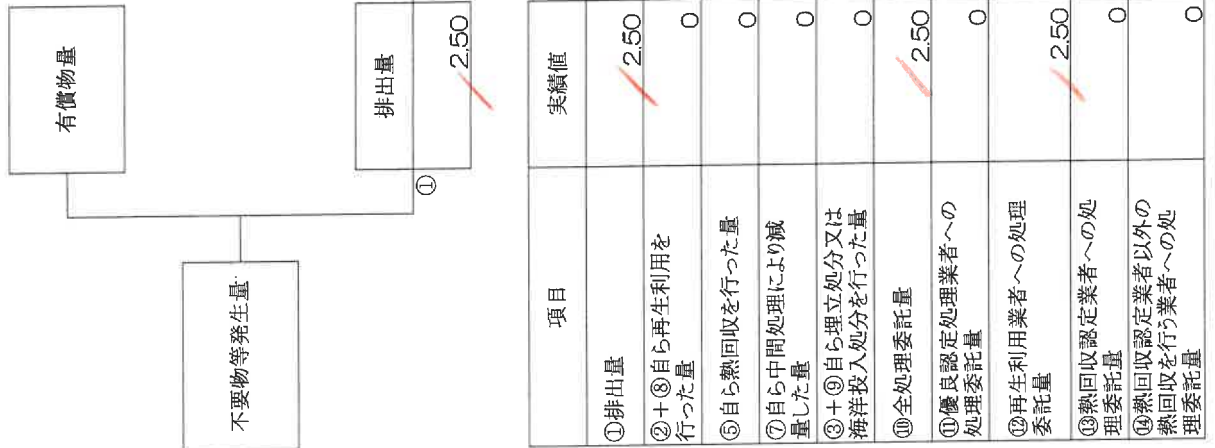 有償物量
不要物等発生量
排出量
①
2.50
項目
実績値
①排出量
2.50
②+⑧自ら再生利用を
行った量
0
⑤自ら熱回収を行った量
0
⑦自ら中間処理により減
量した量
0
③+⑨自ら埋立処分又は
海洋投入処分を行った量
0
⑩全処理委託量
2.50
⑪優良認定処理業者への
処理委託量
0
⑫再生利用業者への処理
委託量
2.50
⑬熱回収認定業者への処
理委託量
0
⑭熱回収認定業者以外の
熱回収を行う業者への処
理委託量
0